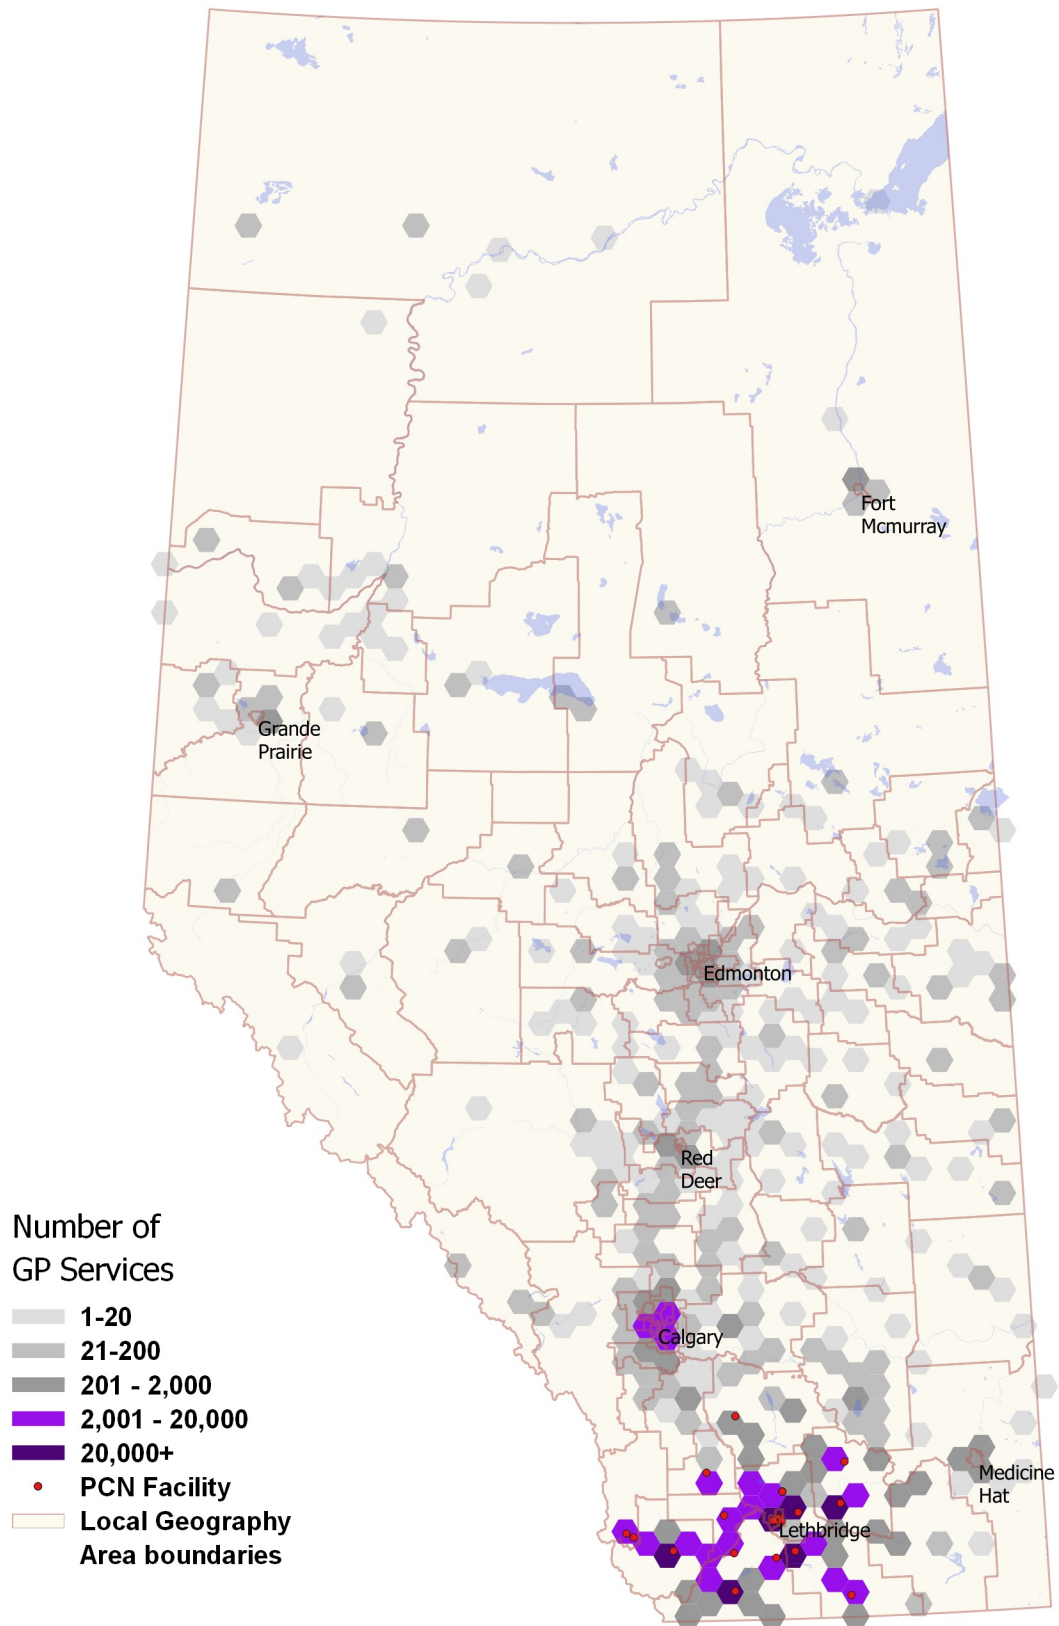 Fort
Mcmurray
Grande
Prairie
Edmonton
Red
Deer
Number of
GP Services
1-20
21-200
201 - 2,000
2,001 - 20,000
20,000+
PCN Facility
Local Geography
Area boundaries
Calgary
Medicine
Hat
Lethbridge